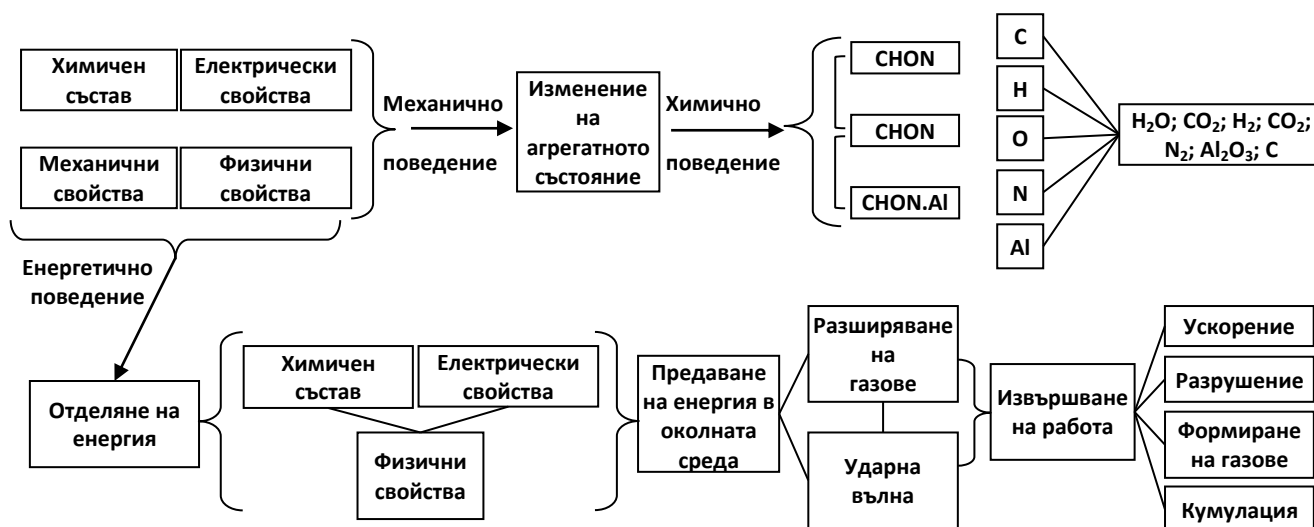 Химичен
състав
Електрически
свойства
Механични
свойства
Физични
свойства
Механично
поведение
Изменение
на
агрегатното
състояние
Химично
поведение
CHON
CHON
CHON.Al
C
H
O
N
Al
H₂O; CO₂; H₂; CO₂;
N₂; Al₂O₃; C
Енергетично
поведение
Отделяне на
енергия
Химичен
състав
Електрически
свойства
Физични
свойства
Предаване
на енергия в
околната
среда
Разширяване
на
газове
Ударна
вълна
Извършване
на работа
Ускорение
Разрушение
Формиране
на газове
Кумулация